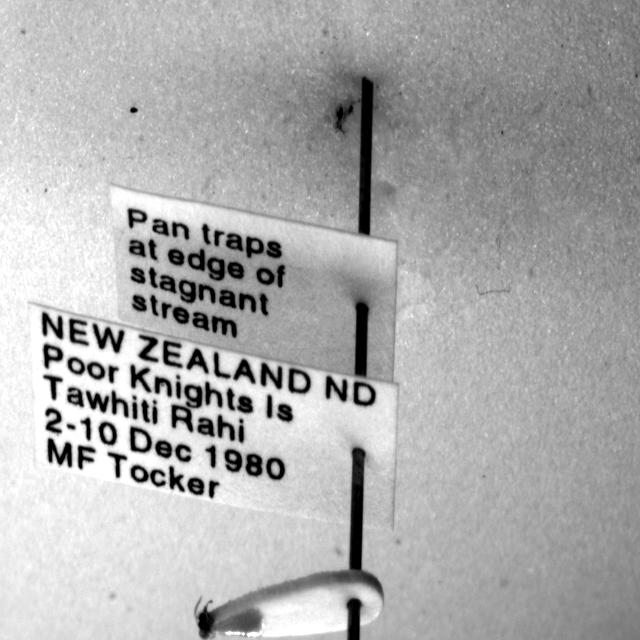 Pan traps
at edge of
stagnant
stream
NEW ZEALAND ND
Poor Knights Is
Tawhiti Rahi
2-10 Dec 1980
MF Tocker